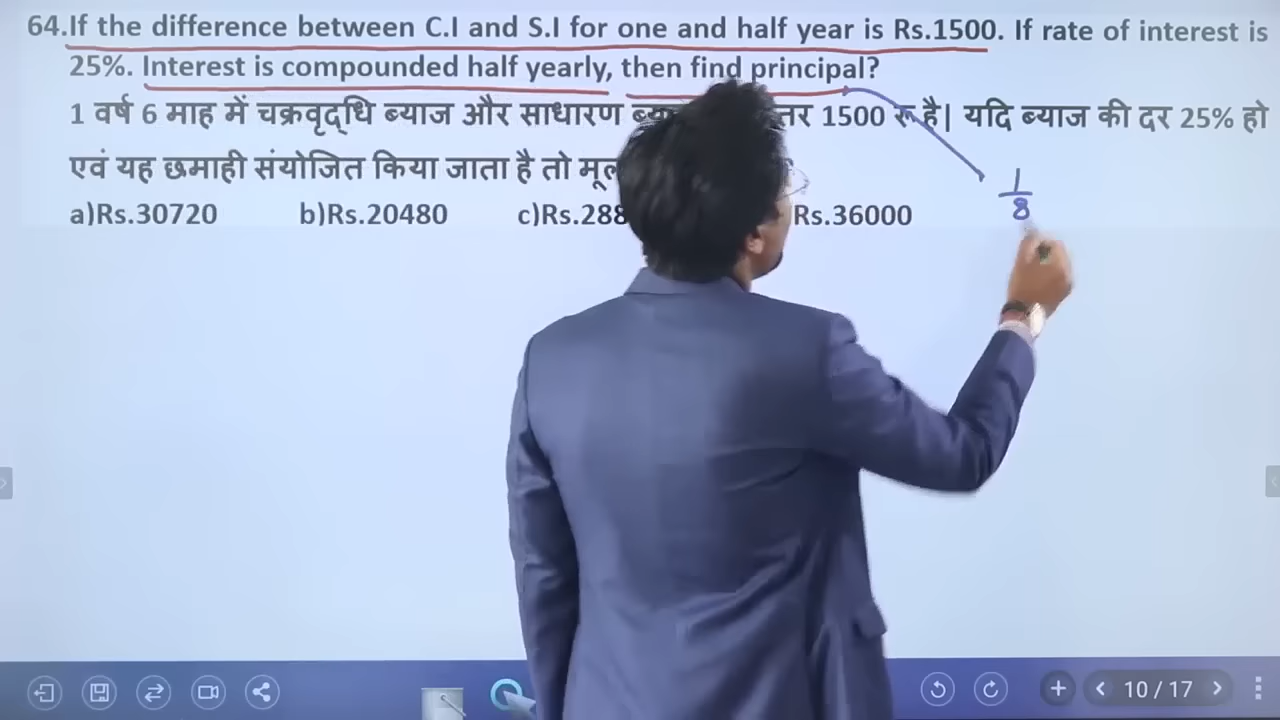 64.If the difference between C.I and S.I for one and half year is Rs.1500. If rate of interest is
25%. Interest is compounded half yearly, then find principal?
1 वर्ष 6 माह में चक्रवृद्धि ब्याज और साधारण 1500 रू है| यदि ब्याज की दर 25% हो
एवं यह छमाही संयोजित किया जाता है तो
a)Rs.30720 b)Rs.20480 c)Rs.288 Rs.36000
1
8
10 / 17